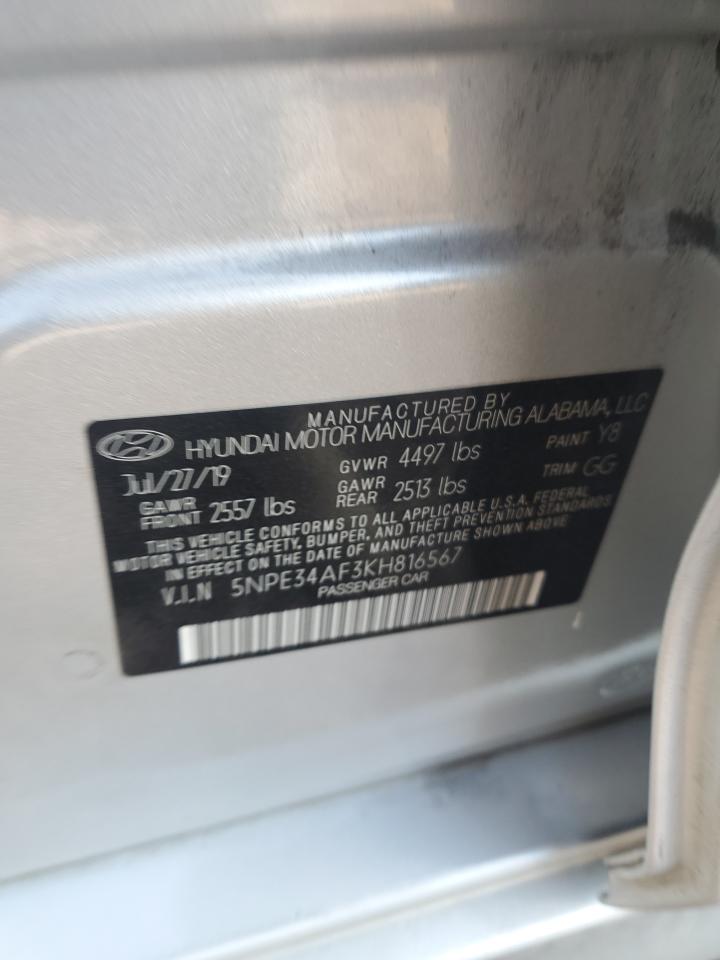 MANUFACTURED BY
HYUNDAI MOTOR MANUFACTURING ALABAMA, LLC
Jul/27/19 GVWR 4497 lbs PAINT Y8
GAWR FRONT 2557 lbs GAWR REAR 2513 lbs TRIM GG
THIS VEHICLE CONFORMS TO ALL APPLICABLE U.S.A. FEDERAL
MOTOR VEHICLE SAFETY, BUMPER, AND THEFT PREVENTION STANDARDS
IN EFFECT ON THE DATE OF MANUFACTURE SHOWN ABOVE
V.I.N 5NPE34AF3KH816567
PASSENGER CAR